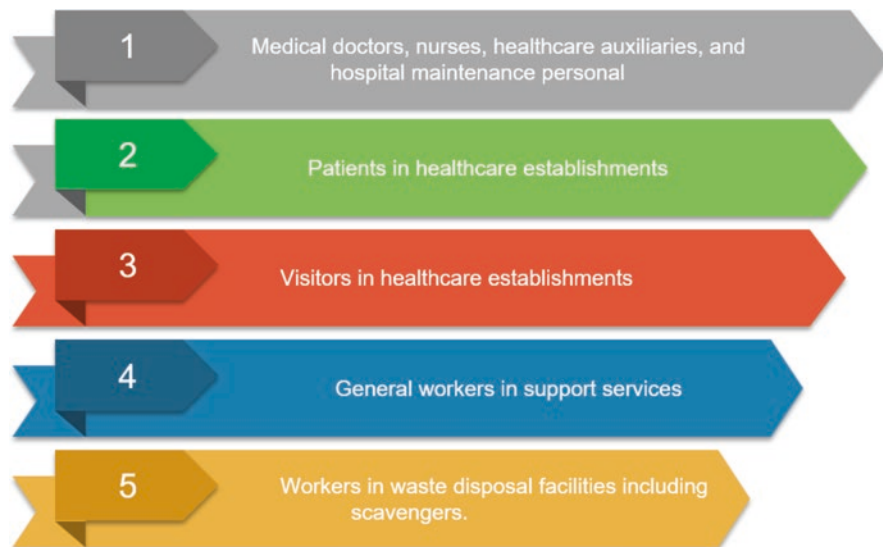 1
Medical doctors, nurses, healthcare auxiliaries, and
hospital maintenance personal
2
Patients in healthcare establishments
3
Visitors in healthcare establishments
4
General workers in support services
5
Workers in waste disposal facilities including
scavengers.